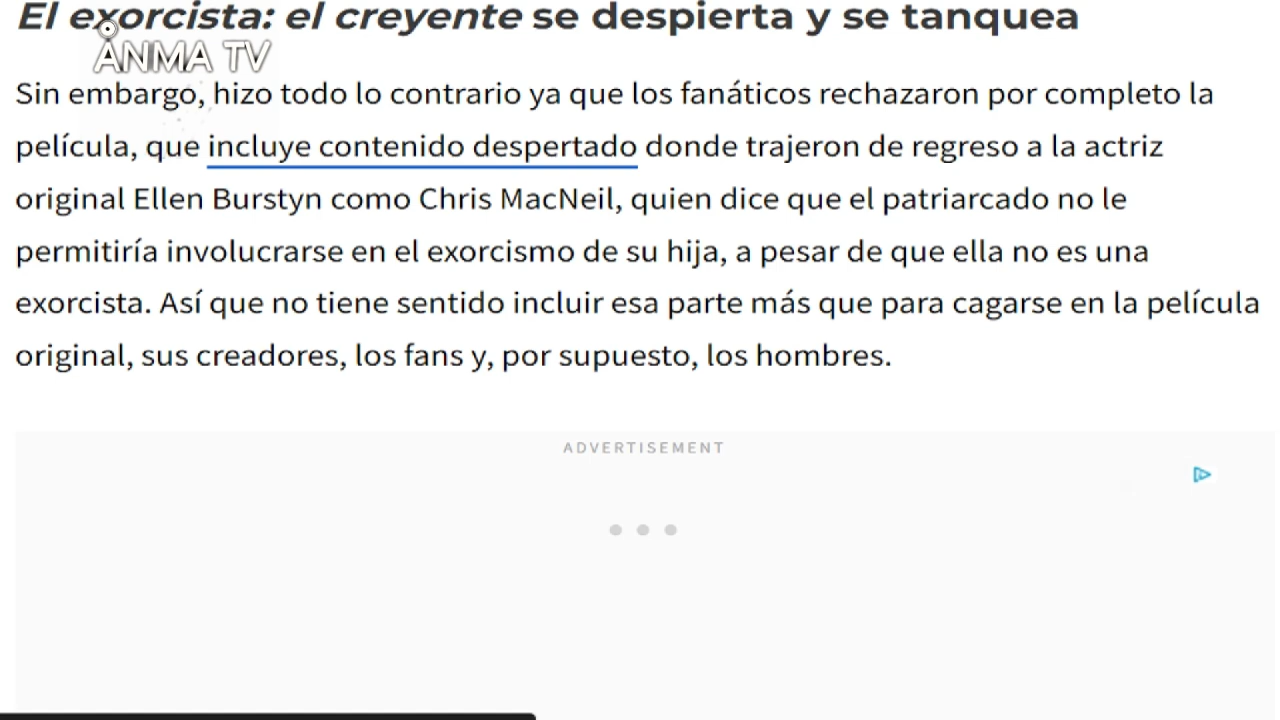 El exorcista: el creyente se despierta y se tanquea
ANMA TV
Sin embargo, hizo todo lo contrario ya que los fanáticos rechazaron por completo la
película, que incluye contenido despertado donde trajeron de regreso a la actriz
original Ellen Burstyn como Chris MacNeil, quien dice que el patriarcado no le
permitiría involucrarse en el exorcismo de su hija, a pesar de que ella no es una
exorcista. Así que no tiene sentido incluir esa parte más que para cagarse en la película
original, sus creadores, los fans y, por supuesto, los hombres.
ADVERTISEMENT